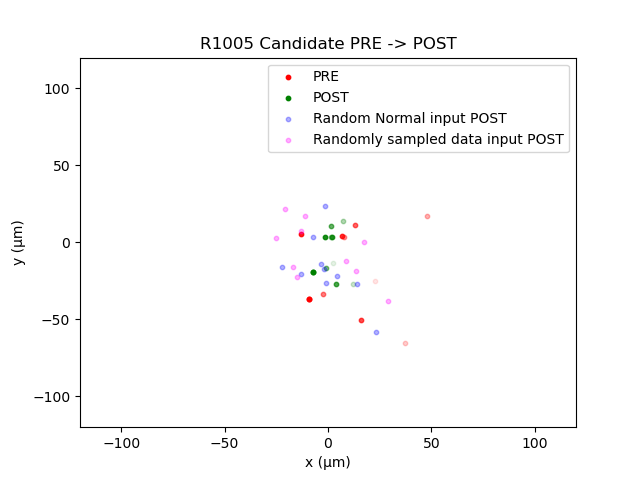 R1005 Candidate PRE -> POST
PRE
POST
Random Normal input POST
Randomly sampled data input POST
100
50
0
−50
−100
y (μm)
−100 −50 0 50 100
x (μm)